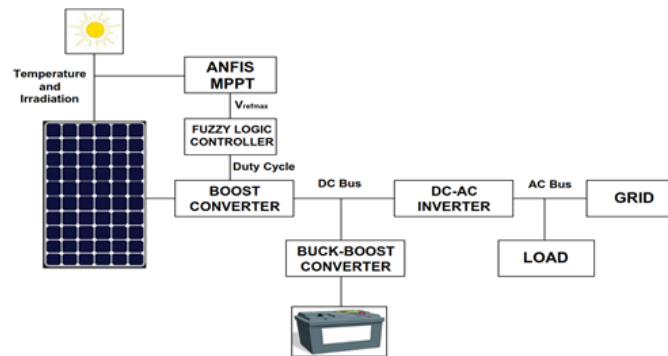 Temperature
and
Irradiation
ANFIS
MPPT
Vrefmax
FUZZY LOGIC
CONTROLLER
Duty Cycle
BOOST
CONVERTER
DC Bus
DC-AC
INVERTER
AC Bus
GRID
BUCK-BOOST
CONVERTER
LOAD